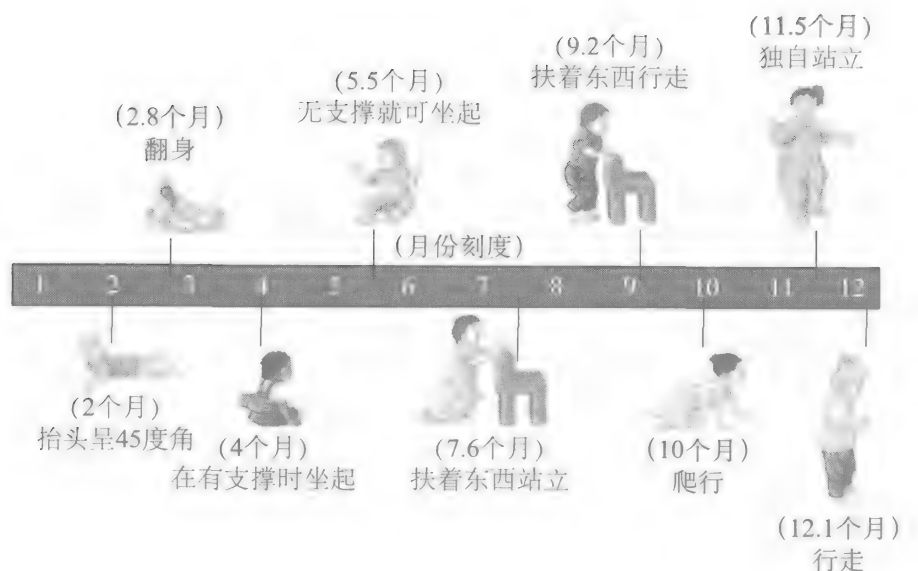 (11.5个月)
独自站立
(9.2个月)
扶着东西行走
(5.5个月)
无支撑就可坐起
(2.8个月)
翻身
(月份刻度)
1 2 3 4 5 6 7 8 9 10 11 12
(2个月)
抬头呈45度角
(4个月)
在有支撑时坐起
(7.6个月)
扶着东西站立
(10个月)
爬行
(12.1个月)
行走